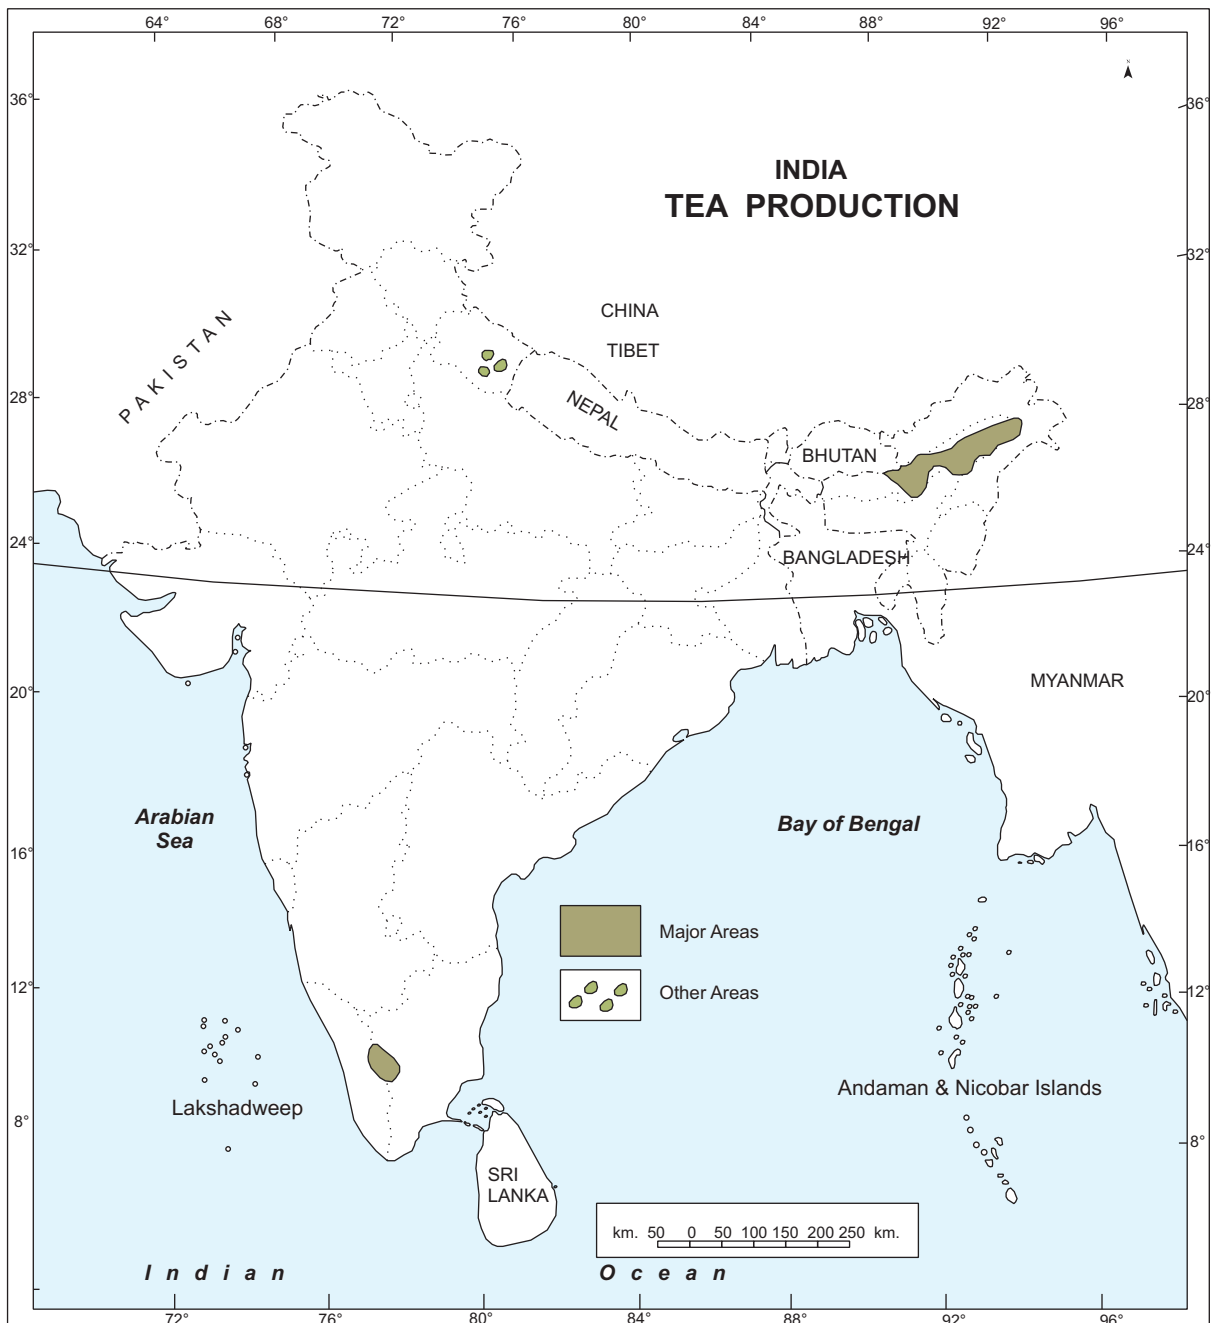 64° 68° 72° 76° 80° 84° 88° 92° 96°
N
36° 36°
INDIA
TEA PRODUCTION
32° 32°
CHINA
PAKISTAN
TIBET
28° 28°
NEPAL
BHUTAN
24° 24°
BANGLADESH
20° 20°
MYANMAR
Arabian
Sea
Bay of Bengal
16° 16°
Major Areas
Other Areas
12° 12°
Andaman & Nicobar Islands
Lakshadweep
8° 8°
SRI
LANKA
km. 50 0 50 100 150 200 250 km.
Indian Ocean
72° 76° 80° 84° 88° 92° 96°